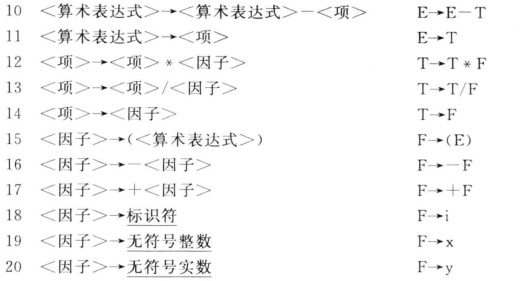 10 <算术表达式>→<算术表达式>－<项> E→E－T
11 <算术表达式>→<项> E→T
12 <项>→<项>*<因子> T→T*F
13 <项>→<项>/<因子> T→T/F
14 <项>→<因子> T→F
15 <因子>→(<算术表达式>) F→(E)
16 <因子>→－<因子> F→－F
17 <因子>→＋<因子> F→＋F
18 <因子>→标识符 F→i
19 <因子>→无符号整数 F→x
20 <因子>→无符号实数 F→y